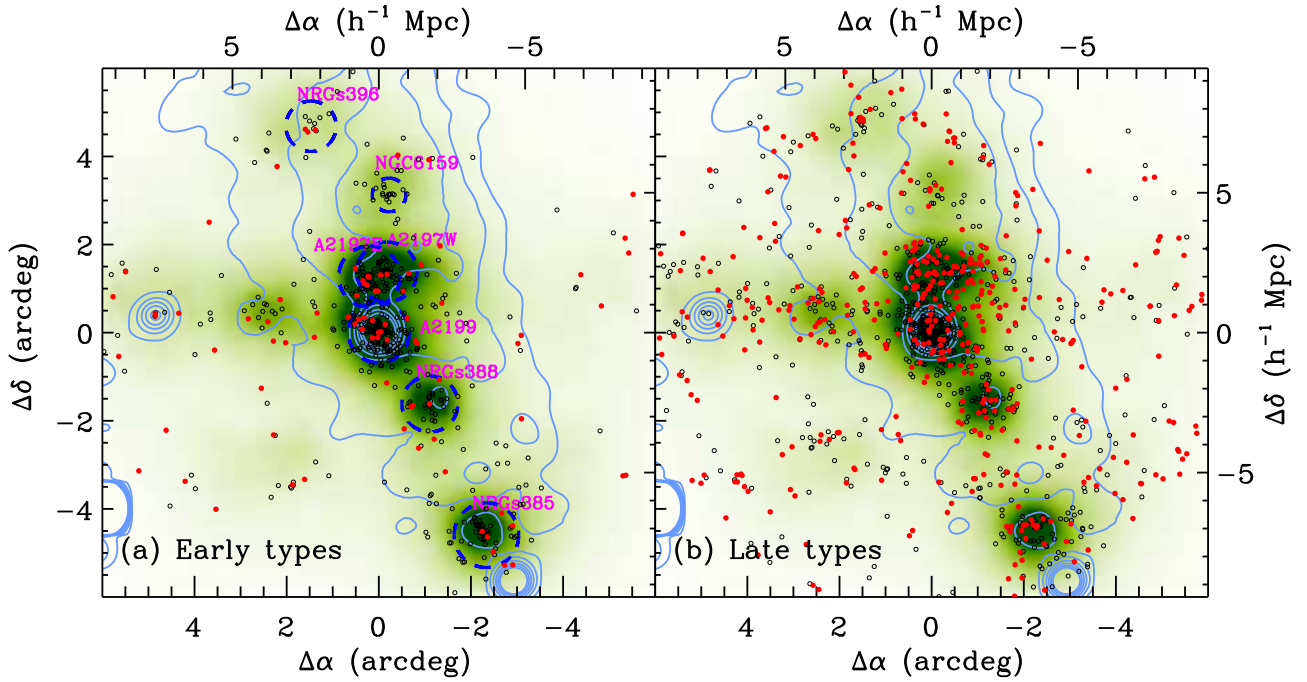 Δα (h⁻¹ Mpc)
Δα (h⁻¹ Mpc)
5 0 −5
5 0 −5
NRGs396
NGC6159
A2197W
A2199
NRGs388
NRGs385
4
2
0
−2
−4
5
0
−5
Δδ (arcdeg)
Δδ (h⁻¹ Mpc)
(a) Early types
(b) Late types
4 2 0 −2 −4
4 2 0 −2 −4
Δα (arcdeg)
Δα (arcdeg)